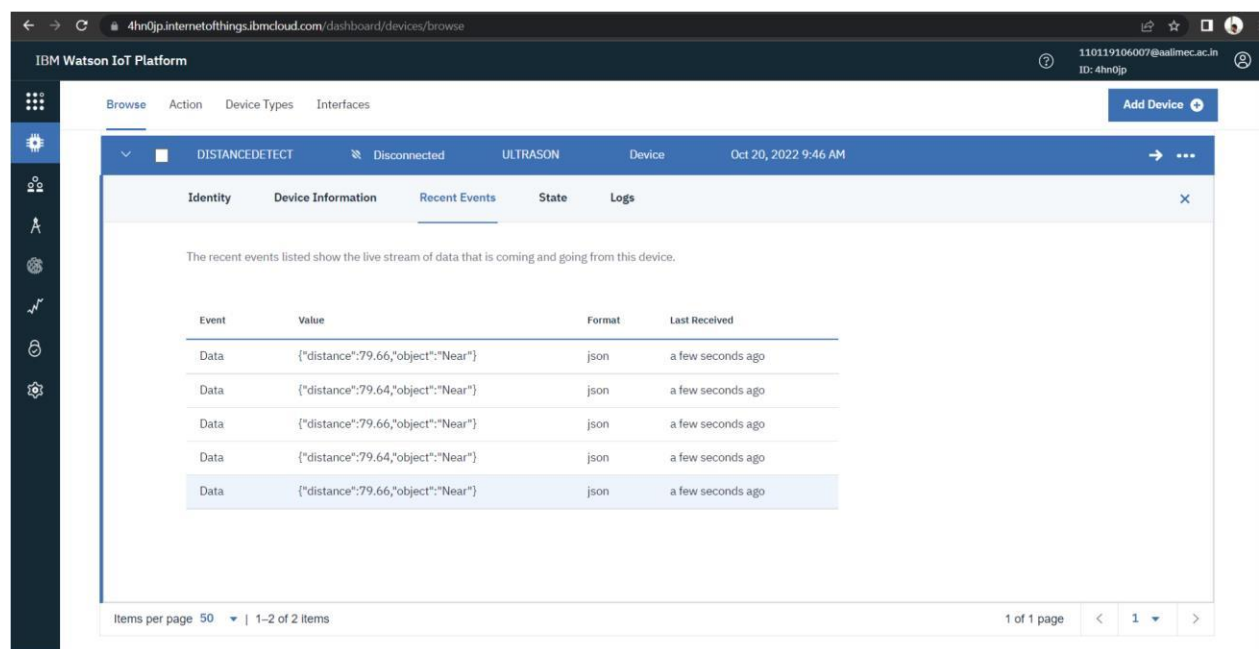 4hn0jp.internetofthings.ibmcloud.com/dashboard/devices/browse
IBM Watson IoT Platform
110119106007@aalimec.ac.in
ID: 4hn0jp
Browse Action Device Types Interfaces Add Device
DISTANCEDETECT Disconnected ULTRASON Device Oct 20, 2022 9:46 AM
Identity Device Information Recent Events State Logs
The recent events listed show the live stream of data that is coming and going from this device.
Event Value Format Last Received
Data {"distance":79.66,"object":"Near"} json a few seconds ago
Data {"distance":79.64,"object":"Near"} json a few seconds ago
Data {"distance":79.66,"object":"Near"} json a few seconds ago
Data {"distance":79.64,"object":"Near"} json a few seconds ago
Data {"distance":79.66,"object":"Near"} json a few seconds ago
Items per page 50 | 1–2 of 2 items 1 of 1 page 1